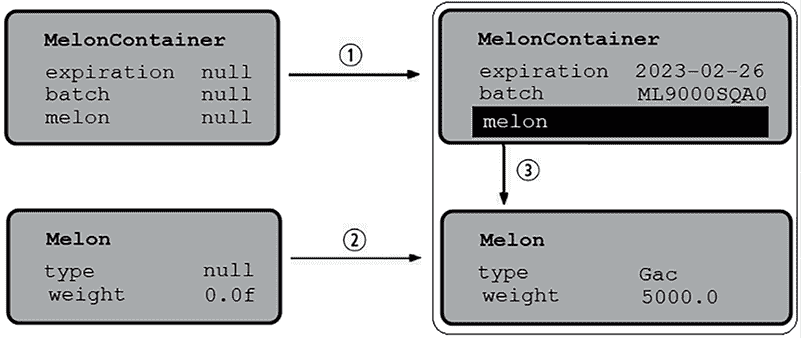 MelonContainer
expiration null
batch null
melon null
①
MelonContainer
expiration 2023-02-26
batch ML9000SQA0
melon
③
Melon
type null
weight 0.0f
②
Melon
type Gac
weight 5000.0